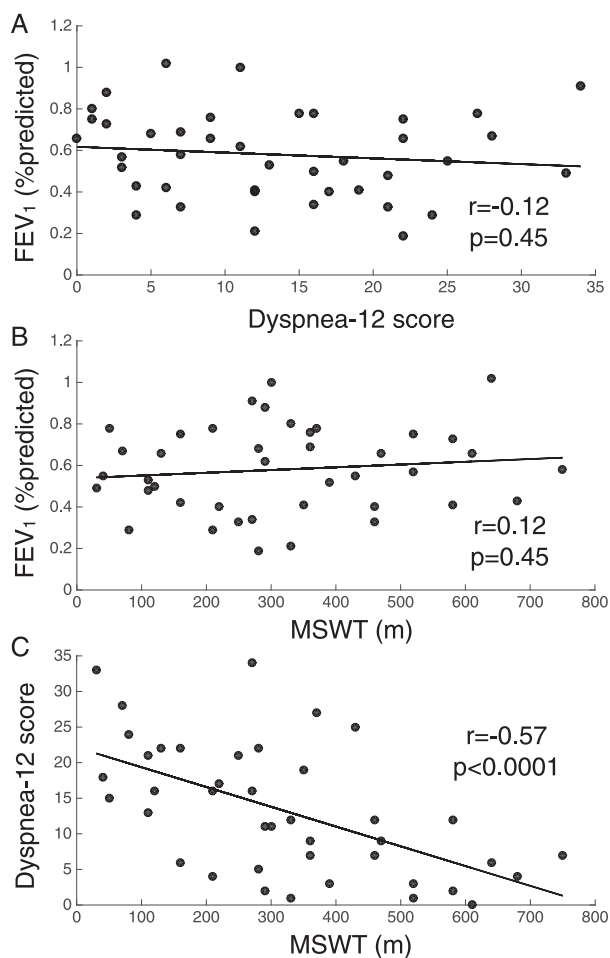 A
FEV₁ (%predicted)
1.2
1
0.8
0.6
0.4
0.2
0
r=-0.12
p=0.45
0 5 10 15 20 25 30 35
Dyspnea-12 score
B
FEV₁ (%predicted)
1.2
1
0.8
0.6
0.4
0.2
0
r=0.12
p=0.45
0 100 200 300 400 500 600 700 800
MSWT (m)
C
Dyspnea-12 score
35
30
25
20
15
10
5
0
r=-0.57
p<0.0001
0 100 200 300 400 500 600 700 800
MSWT (m)